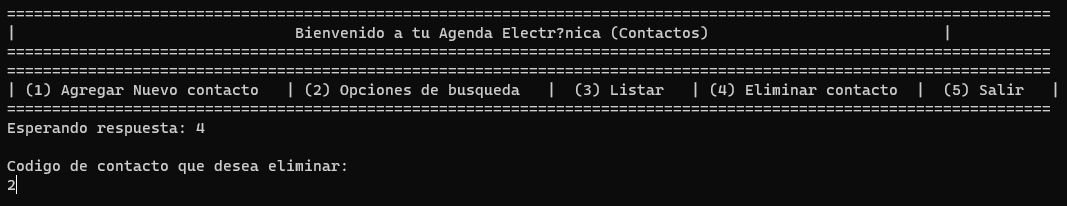 ====================================================================================================================
|                               Bienvenido a tu Agenda Electr?nica (Contactos)                          |
====================================================================================================================
====================================================================================================================
| (1) Agregar Nuevo contacto   | (2) Opciones de busqueda   |  (3) Listar   | (4) Eliminar contacto  |  (5) Salir   |
====================================================================================================================
Esperando respuesta: 4
Codigo de contacto que desea eliminar:
2